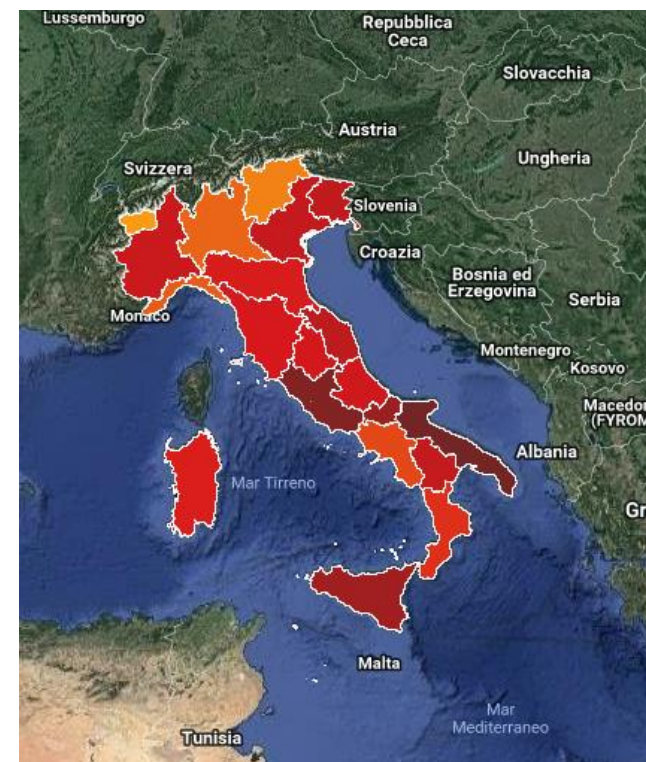 Lussemburgo
Repubblica
Ceca
Slovacchia
Austria
Ungheria
Svizzera
Slovenia
Croazia
Bosnia ed
Erzegovina
Serbia
Monaco
Montenegro
Kosovo
Macedo
(FYROM
Albania
Mar Tirreno
Gr
Malta
Mar
Mediterraneo
Tunisia